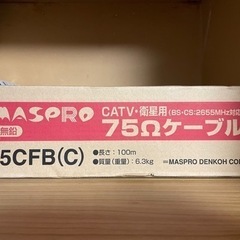 MASPRO
CATV・衛星用 (BS・CS:2655MHz対応)
無鉛
75Ωケーブル
5CFB(C)
●長さ：100m
●質量(重量)：6.3kg
=MASPRO DENKOH COR